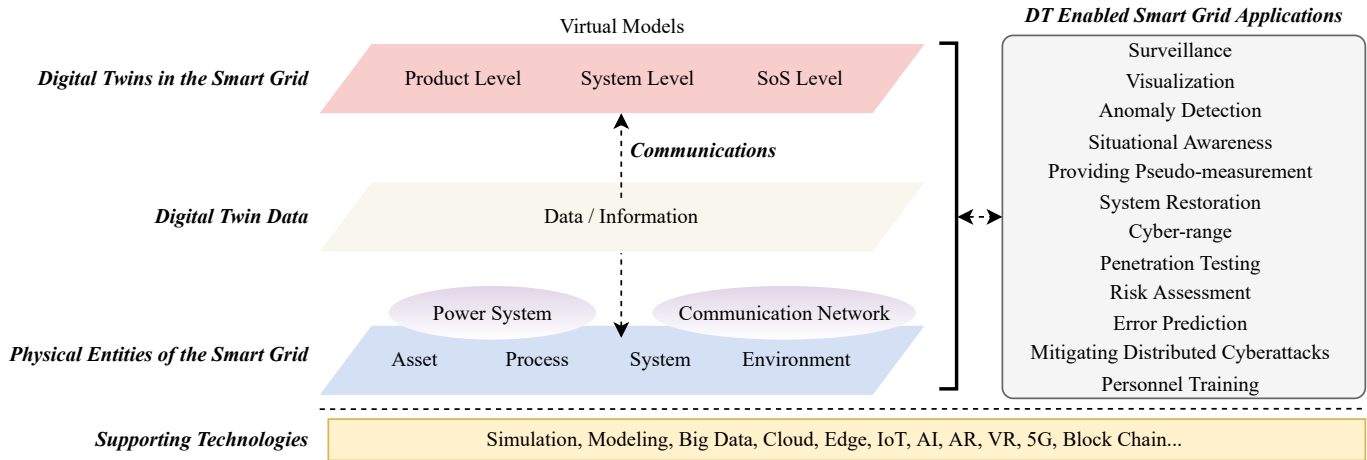 DT Enabled Smart Grid Applications
Virtual Models
Digital Twins in the Smart Grid
Product Level
System Level
SoS Level
Communications
Digital Twin Data
Data / Information
Power System
Communication Network
Physical Entities of the Smart Grid
Asset
Process
System
Environment
Surveillance
Visualization
Anomaly Detection
Situational Awareness
Providing Pseudo-measurement
System Restoration
Cyber-range
Penetration Testing
Risk Assessment
Error Prediction
Mitigating Distributed Cyberattacks
Personnel Training
Supporting Technologies
Simulation, Modeling, Big Data, Cloud, Edge, IoT, AI, AR, VR, 5G, Block Chain...